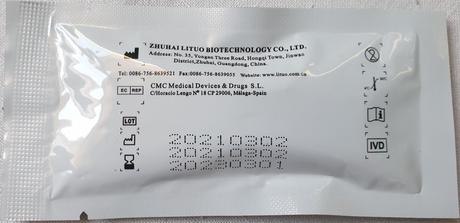 ZHUHAI LITUO BIOTECHNOLOGY CO., LTD.
Address: No. 35, Yongan Three Road, Hongqi Town, Jinwan
District, Zhuhai, Guangdong, China.
Tel: 0086-756-8639521 Fax:0086-756-8639055 Website: www.lituo.com.cn
EC REP
CMC Medical Devices & Drugs S.L.
C/Horacio Lengo Nº 18 CP 29006, Málaga-Spain
LOT
20210302
20210302
20230301
IVD